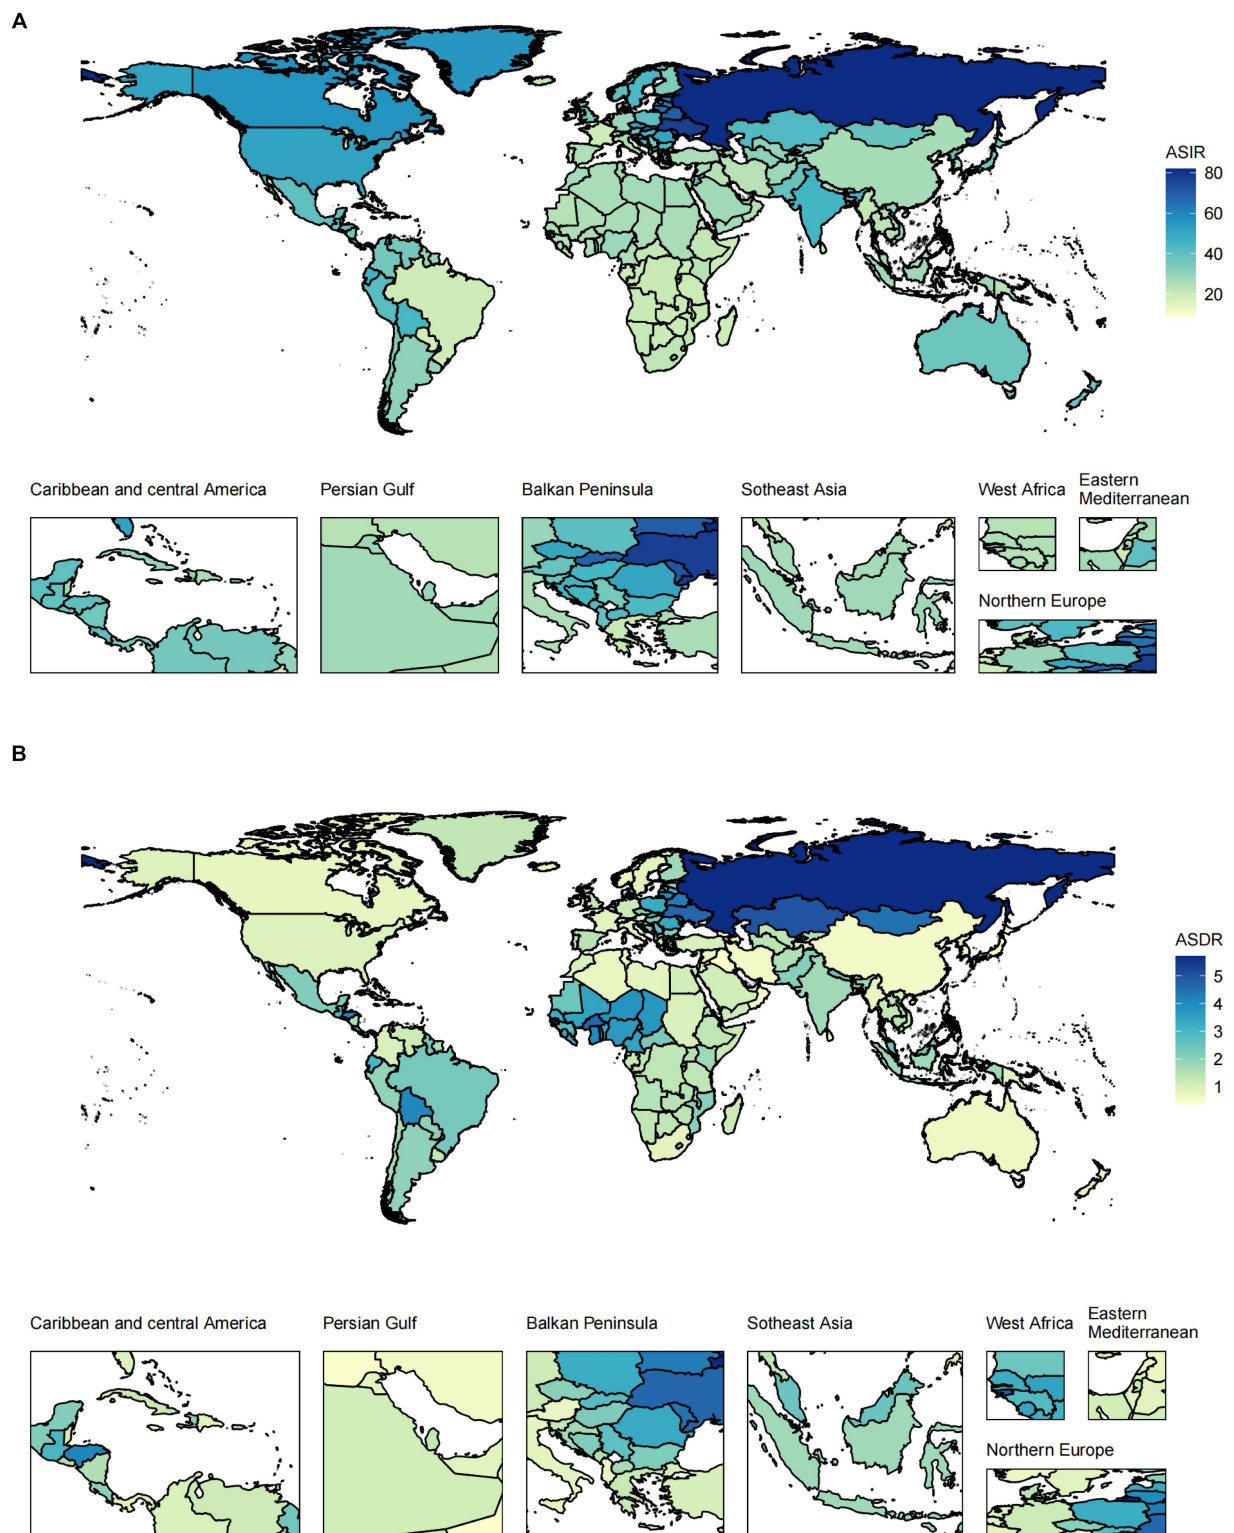 A
ASIR
80
60
40
20
Caribbean and central America
Persian Gulf
Balkan Peninsula
Sotheast Asia
West Africa
Eastern
Mediterranean
Northern Europe
B
ASDR
5
4
3
2
1
Caribbean and central America
Persian Gulf
Balkan Peninsula
Sotheast Asia
West Africa
Eastern
Mediterranean
Northern Europe